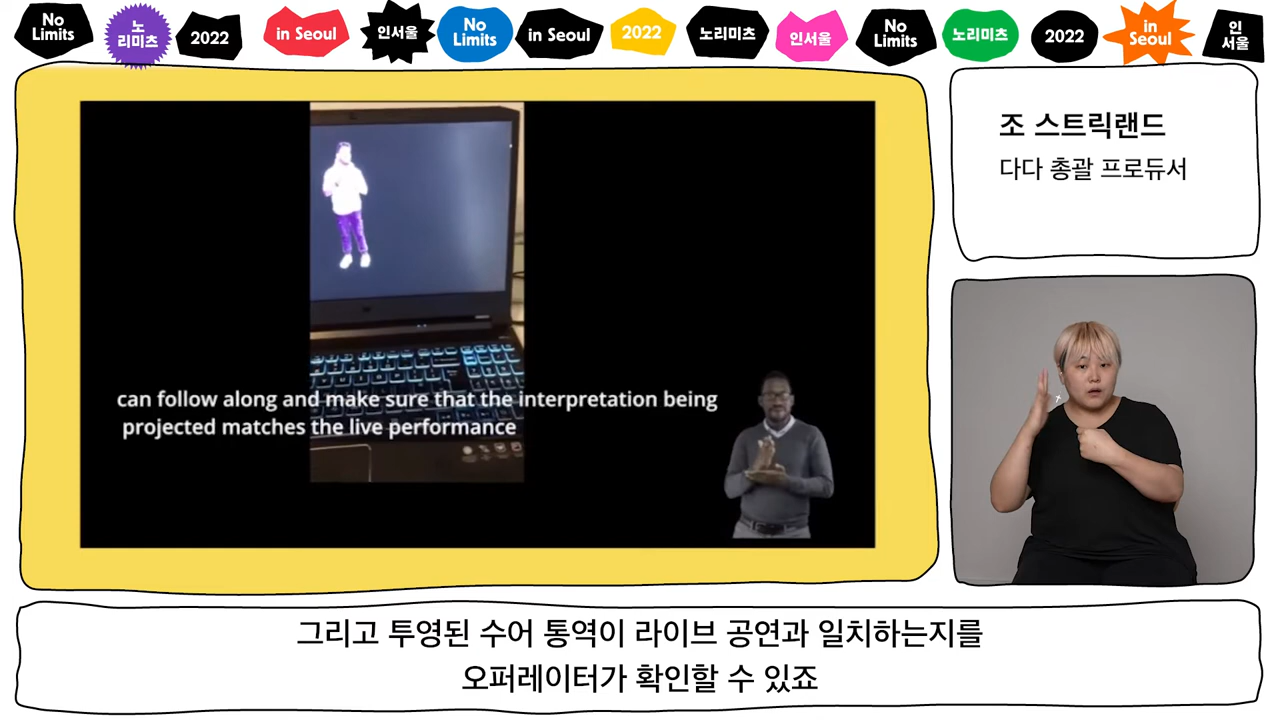 No
Limits
노
리미츠
2022
in Seoul
인서울
No
Limits
in Seoul
2022
노리미츠
인서울
No
Limits
노리미츠
2022
in
Seoul
인
서울
조 스트릭랜드
다다 총괄 프로듀서
can follow along and make sure that the interpretation being
projected matches the live performance
그리고 투영된 수어 통역이 라이브 공연과 일치하는지를
오퍼레이터가 확인할 수 있죠